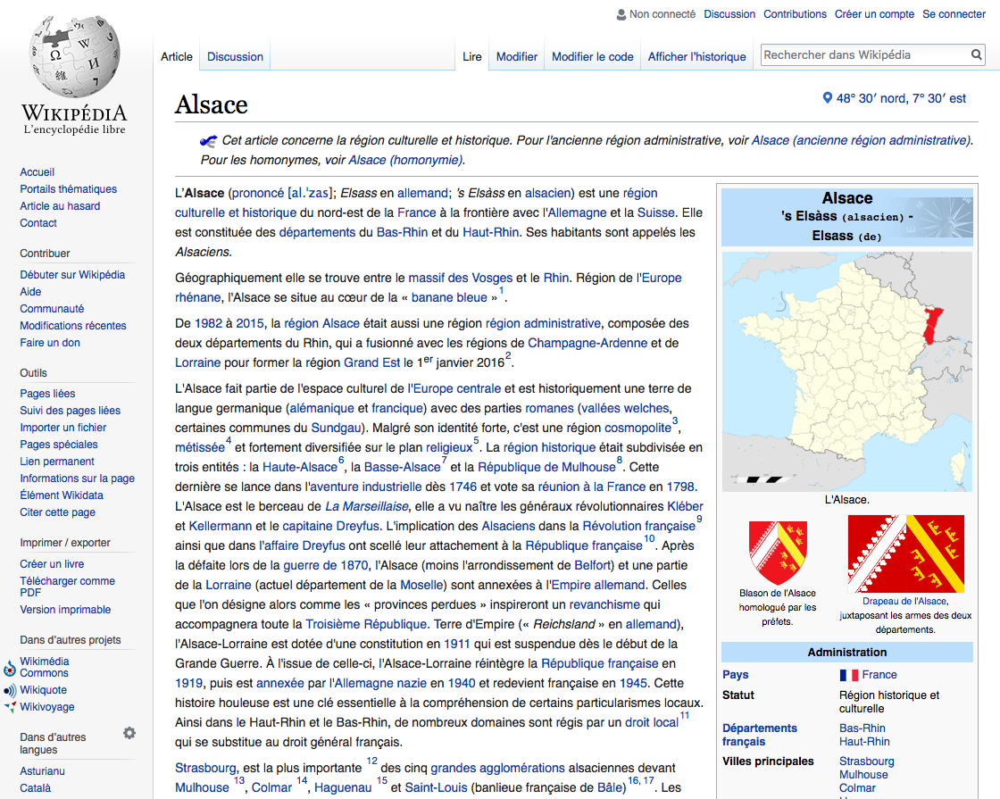 Non connecté Discussion Contributions Créer un compte Se connecter
Article Discussion Lire Modifier Modifier le code Afficher l'historique Rechercher dans Wikipédia
WIKIPÉDIA
L'encyclopédie libre
Accueil
Portails thématiques
Article au hasard
Contact
Contribuer
Débuter sur Wikipédia
Aide
Communauté
Modifications récentes
Faire un don
Outils
Pages liées
Suivi des pages liées
Importer un fichier
Pages spéciales
Lien permanent
Informations sur la page
Élément Wikidata
Citer cette page
Imprimer / exporter
Créer un livre
Télécharger comme
PDF
Version imprimable
Dans d'autres projets
Wikimédia
Commons
Wikiquote
Wikivoyage
Dans d'autres
langues
Asturianu
Català
Alsace
48° 30′ nord, 7° 30′ est
Cet article concerne la région culturelle et historique. Pour l'ancienne région administrative, voir Alsace (ancienne région administrative).
Pour les homonymes, voir Alsace (homonymie).
L'Alsace (prononcé [al.ˈzas]; Elsass en allemand; 's Elsàss en alsacien) est une région
culturelle et historique du nord-est de la France à la frontière avec l'Allemagne et la Suisse. Elle
est constituée des départements du Bas-Rhin et du Haut-Rhin. Ses habitants sont appelés les
Alsaciens.
Géographiquement elle se trouve entre le massif des Vosges et le Rhin. Région de l'Europe
rhénane, l'Alsace se situe au cœur de la « banane bleue » 1.
De 1982 à 2015, la région Alsace était aussi une région région administrative, composée des
deux départements du Rhin, qui a fusionné avec les régions de Champagne-Ardenne et de
Lorraine pour former la région Grand Est le 1er janvier 2016 2.
L'Alsace fait partie de l'espace culturel de l'Europe centrale et est historiquement une terre de
langue germanique (alémanique et francique) avec des parties romanes (vallées welches,
certaines communes du Sundgau). Malgré son identité forte, c'est une région cosmopolite 3,
métissée 4 et fortement diversifiée sur le plan religieux 5. La région historique était subdivisée en
trois entités : la Haute-Alsace 6, la Basse-Alsace 7 et la République de Mulhouse 8. Cette
dernière se lance dans l'aventure industrielle dès 1746 et vote sa réunion à la France en 1798.
L'Alsace est le berceau de La Marseillaise, elle a vu naître les généraux révolutionnaires Kléber
et Kellermann et le capitaine Dreyfus. L'implication des Alsaciens dans la Révolution française 9
ainsi que dans l'affaire Dreyfus ont scellé leur attachement à la République française 10. Après
la défaite lors de la guerre de 1870, l'Alsace (moins l'arrondissement de Belfort) et une partie
de la Lorraine (actuel département de la Moselle) sont annexées à l'Empire allemand. Celles
que l'on désigne alors comme les « provinces perdues » inspireront un revanchisme qui
accompagnera toute la Troisième République. Terre d'Empire (« Reichsland » en allemand),
l'Alsace-Lorraine est dotée d'une constitution en 1911 qui est suspendue dès le début de la
Grande Guerre. À l'issue de celle-ci, l'Alsace-Lorraine réintègre la République française en
1919, puis est annexée par l'Allemagne nazie en 1940 et redevient française en 1945. Cette
histoire houleuse est une clé essentielle à la compréhension de certains particularismes locaux.
Ainsi dans le Haut-Rhin et le Bas-Rhin, de nombreux domaines sont régis par un droit local 11
qui se substitue au droit général français.
Strasbourg, est la plus importante 12 des cinq grandes agglomérations alsaciennes devant
Mulhouse 13, Colmar 14, Haguenau 15 et Saint-Louis (banlieue française de Bâle) 16, 17. Les
Alsace
's Elsàss (alsacien) -
Elsass (de)
L'Alsace.
Blason de l'Alsace
homologué par les
préfets.
Drapeau de l'Alsace,
juxtaposant les armes des deux
départements.
Administration
Pays France
Statut Région historique et
culturelle
Départements Bas-Rhin
français Haut-Rhin
Villes principales Strasbourg
Mulhouse
Colmar